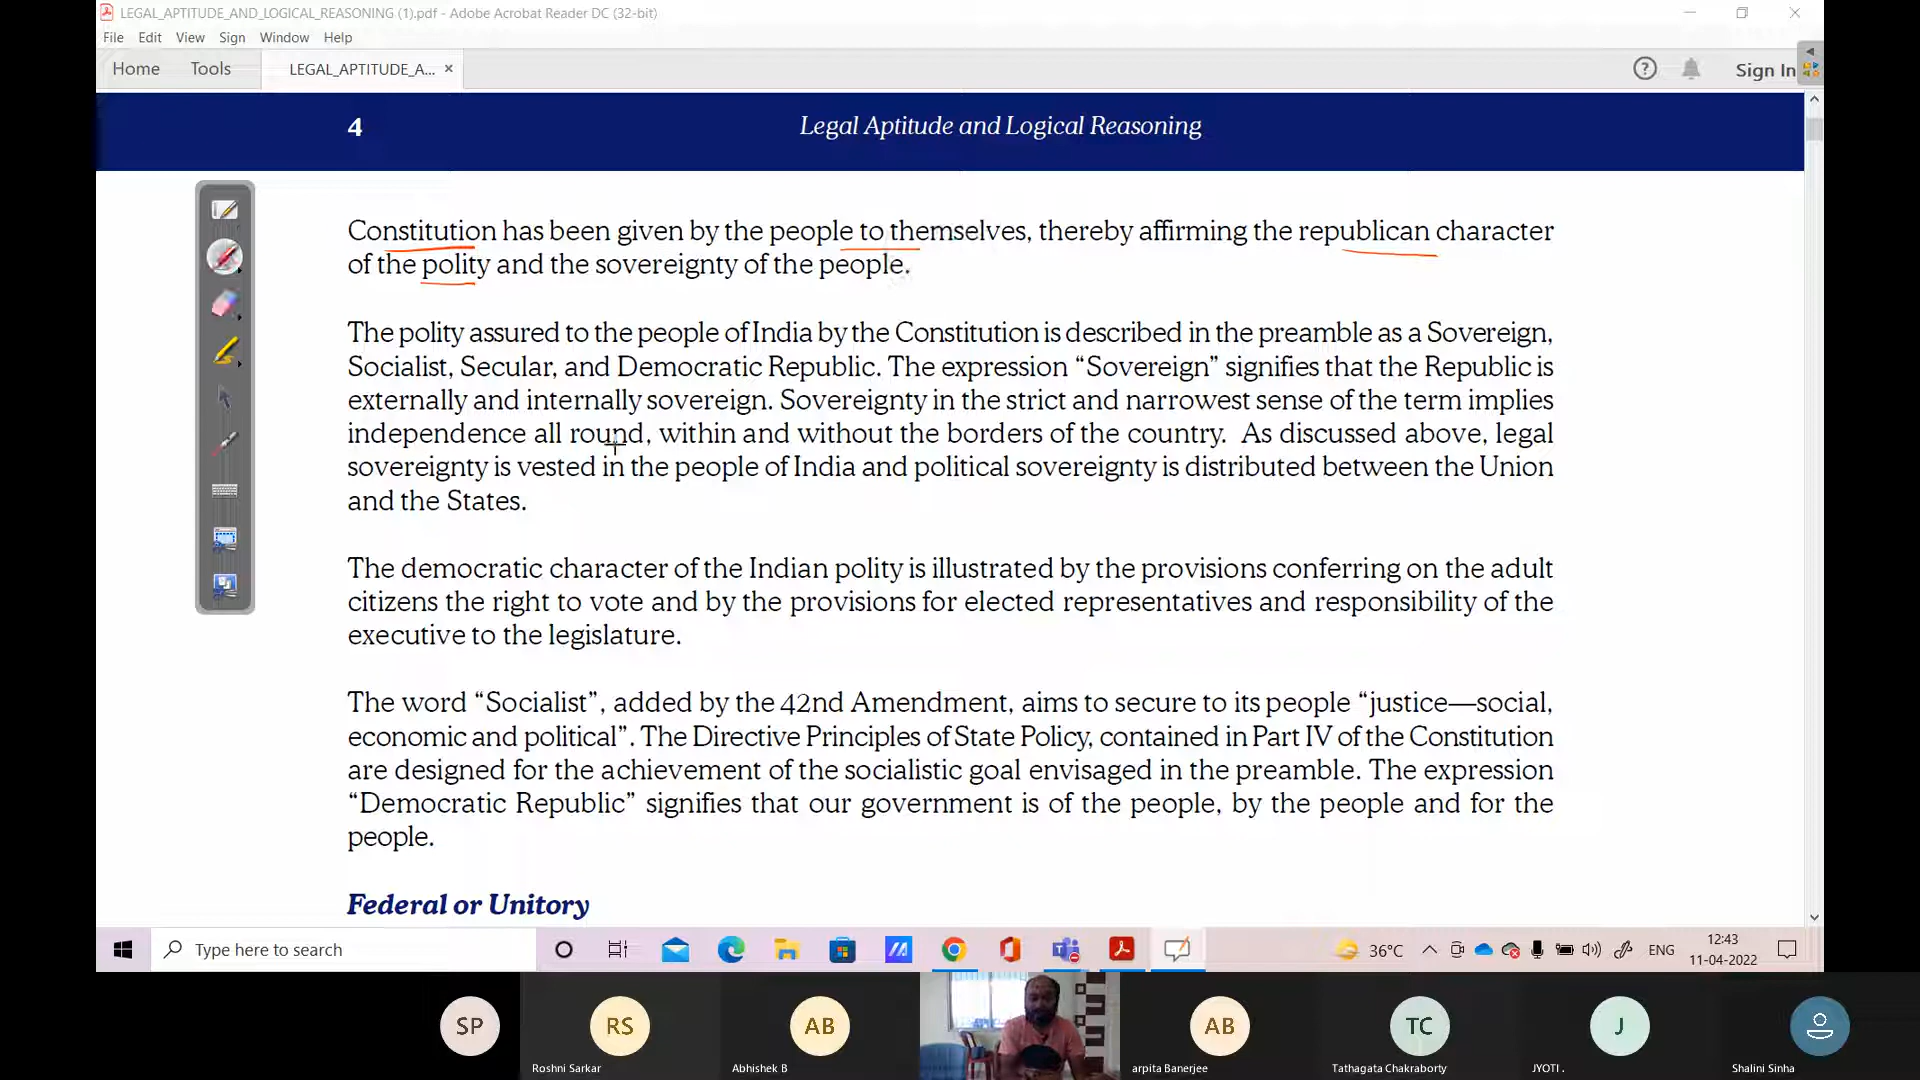 LEGAL_APTITUDE_AND_LOGICAL_REASONING (1).pdf - Adobe Acrobat Reader DC (32-bit)
File Edit View Sign Window Help
Home Tools LEGAL_APTITUDE_A... × Sign In
4 Legal Aptitude and Logical Reasoning
Constitution has been given by the people to themselves, thereby affirming the republican character
of the polity and the sovereignty of the people.
The polity assured to the people of India by the Constitution is described in the preamble as a Sovereign,
Socialist, Secular, and Democratic Republic. The expression “Sovereign” signifies that the Republic is
externally and internally sovereign. Sovereignty in the strict and narrowest sense of the term implies
independence all round, within and without the borders of the country. As discussed above, legal
sovereignty is vested in the people of India and political sovereignty is distributed between the Union
and the States.
The democratic character of the Indian polity is illustrated by the provisions conferring on the adult
citizens the right to vote and by the provisions for elected representatives and responsibility of the
executive to the legislature.
The word “Socialist”, added by the 42nd Amendment, aims to secure to its people “justice—social,
economic and political”. The Directive Principles of State Policy, contained in Part IV of the Constitution
are designed for the achievement of the socialistic goal envisaged in the preamble. The expression
“Democratic Republic” signifies that our government is of the people, by the people and for the
people.
Federal or Unitory
Type here to search 36°C ENG 12:43
11-04-2022
SP RS AB AB TC J
Roshni Sarkar Abhishek B arpita Banerjee Tathagata Chakraborty JYOTI . Shalini Sinha